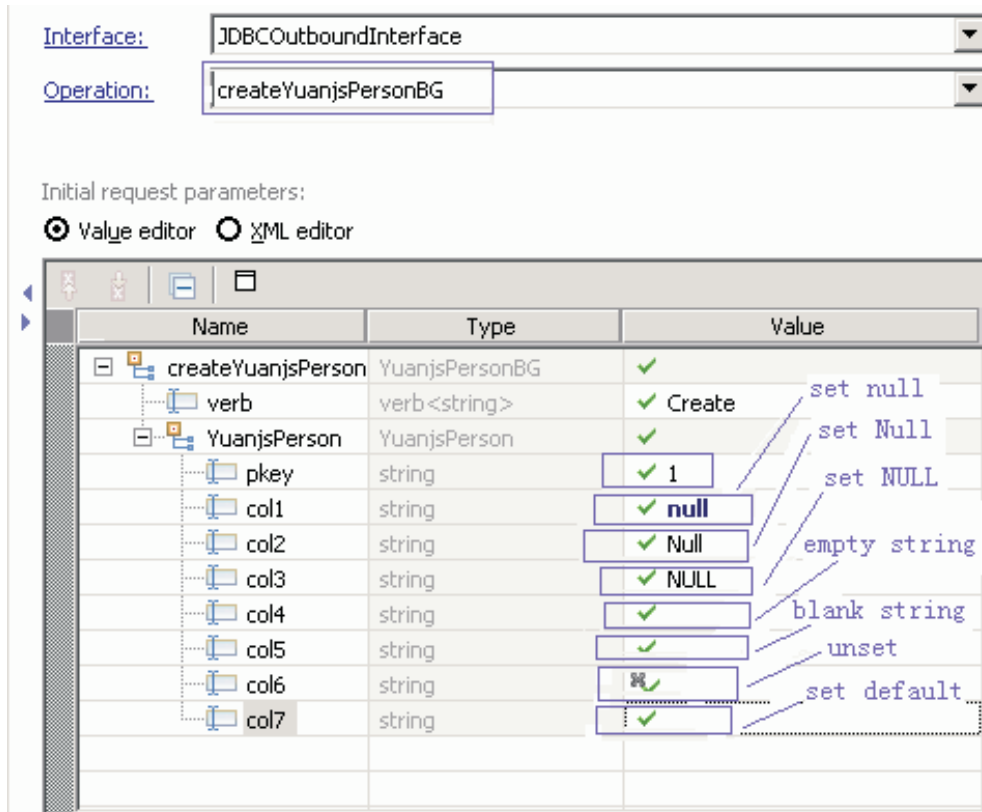 Interface: JDBCOutboundInterface
Operation: createYuanjsPersonBG
Initial request parameters:
Value editor XML editor
Name Type Value
createYuanjsPerson YuanjsPersonBG
verb verb<string> Create
set null
YuanjsPerson YuanjsPerson
set Null
pkey string 1
set NULL
col1 string null
col2 string Null
empty string
col3 string NULL
col4 string
blank string
col5 string
unset
col6 string
set default
col7 string